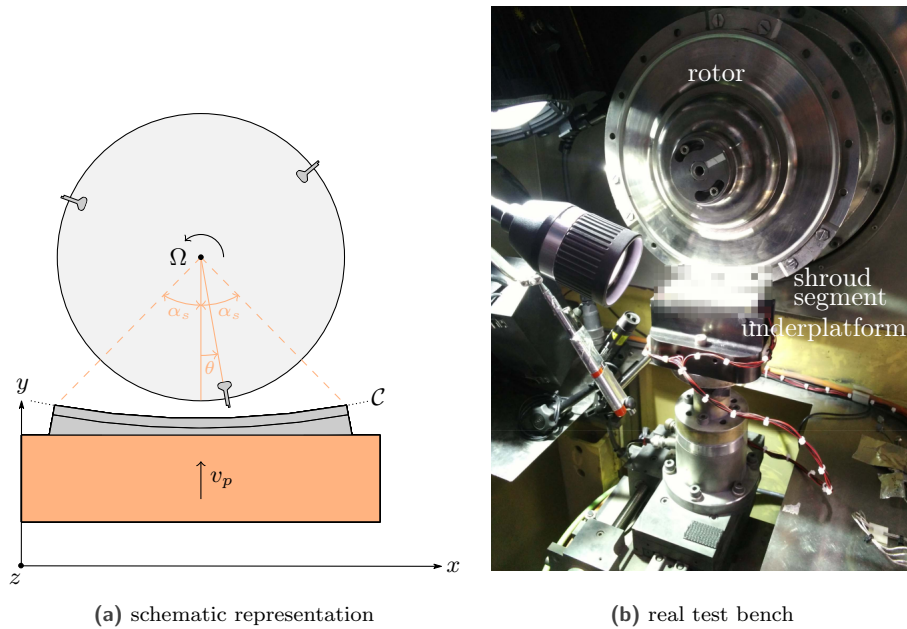 Ω
α_s α_s
θ
y
C
v_p
z
x
(a) schematic representation
rotor
shroud
segment
underplatform
(b) real test bench